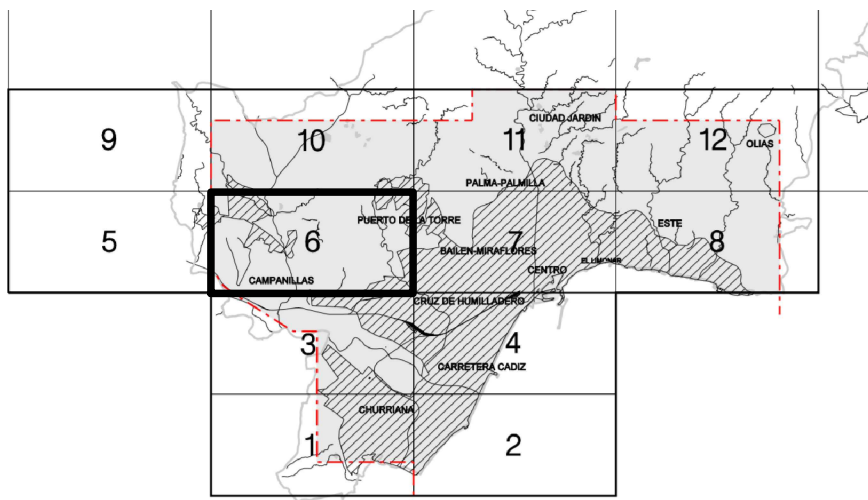 CIUDAD JARDIN
9
10
11
12
OLIAS
PALMA-PALMILLA
PUERTO DE LA TORRE
ESTE
5
6
7
8
BAILEN-MIRAFLORES
EL LIMONAR
CENTRO
CAMPANILLAS
CRUZ DE HUMILLADERO
3
4
CARRETERA CADIZ
CHURRIANA
1
2